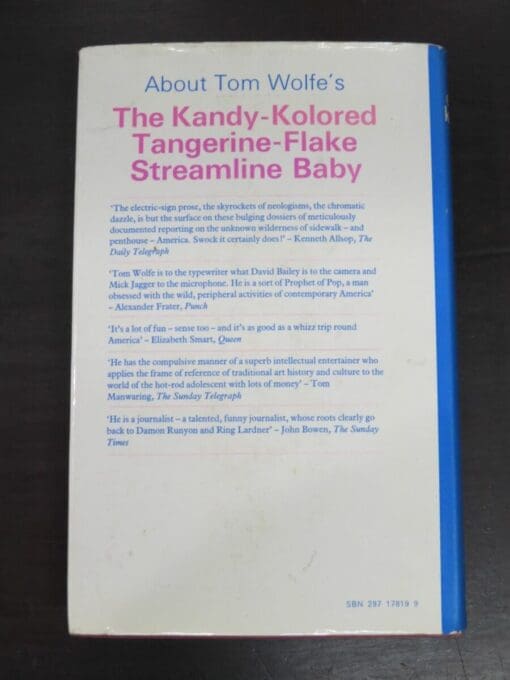 About Tom Wolfe's
The Kandy-Kolored
Tangerine-Flake
Streamline Baby
'The electric-sign prose, the skyrockets of neologisms, the chromatic
dazzle, is but the surface on these bulging dossiers of meticulously
documented reporting on the unknown wilderness of sidewalk – and
penthouse – America. Swock it certainly does!' – Kenneth Allsop, The
Daily Telegraph
'Tom Wolfe is to the typewriter what David Bailey is to the camera and
Mick Jagger to the microphone. He is a sort of Prophet of Pop, a man
obsessed with the wild, peripheral activities of contemporary America'
– Alexander Frater, Punch
'It's a lot of fun – sense too – and it's as good as a whizz trip round
America' – Elizabeth Smart, Queen
'He has the compulsive manner of a superb intellectual entertainer who
applies the frame of reference of traditional art history and culture to the
world of the hot-rod adolescent with lots of money' – Tom
Manwaring, The Sunday Telegraph
'He is a journalist – a talented, funny journalist, whose roots clearly go
back to Damon Runyon and Ring Lardner' – John Bowen, The Sunday
Times
SBN 297 17819 9